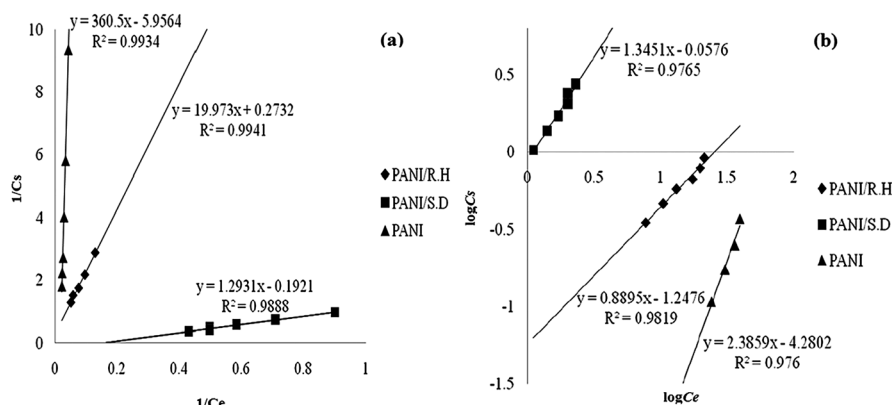 y = 360.5x - 5.9564
R² = 0.9934
(a)
y = 19.973x + 0.2732
R² = 0.9941
y = 1.2931x - 0.1921
R² = 0.9888
10
8
6
4
2
0
0
0.2
0.4
0.6
0.8
1
1/Cs
1/Ce
PANI/R.H
PANI/S.D
PANI
y = 1.3451x - 0.0576
R² = 0.9765
(b)
y = 0.8895x - 1.2476
R² = 0.9819
y = 2.3859x - 4.2802
R² = 0.976
0.5
0
-0.5
-1
-1.5
0
0.5
1
1.5
2
logCs
logCe
PANI/R.H
PANI/S.D
PANI